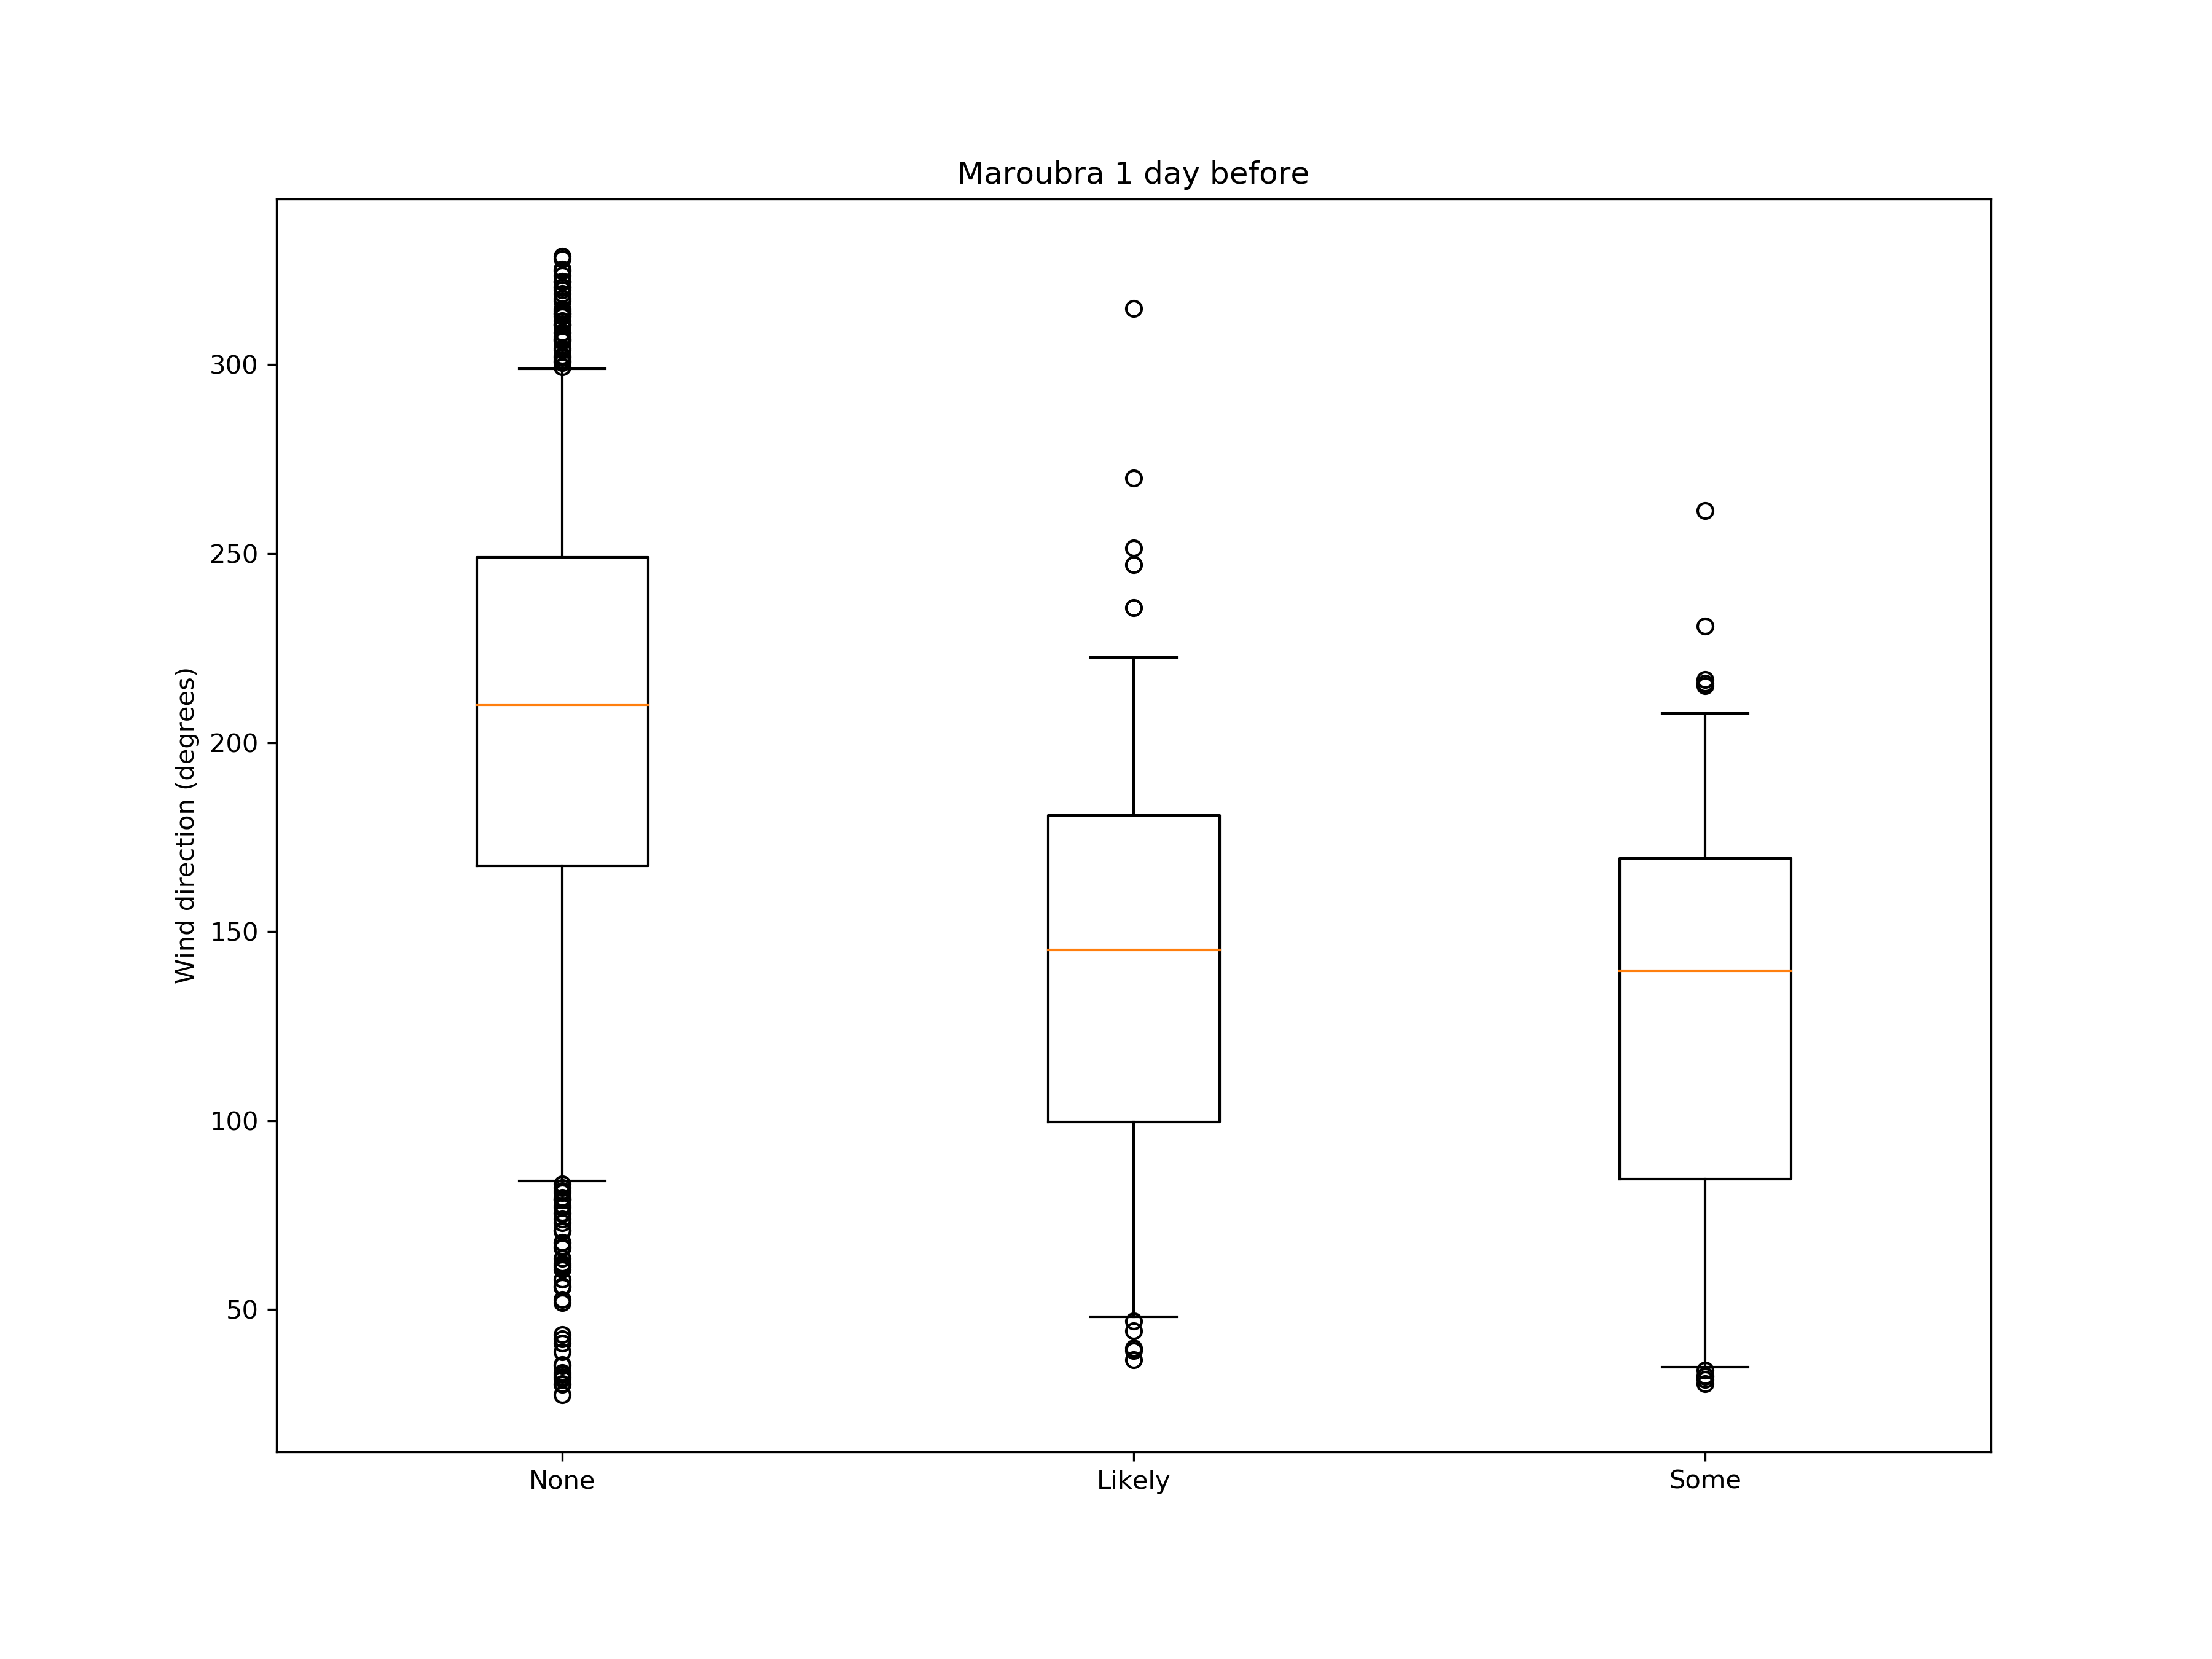 Maroubra 1 day before
Wind direction (degrees)
300
250
200
150
100
50
None
Likely
Some